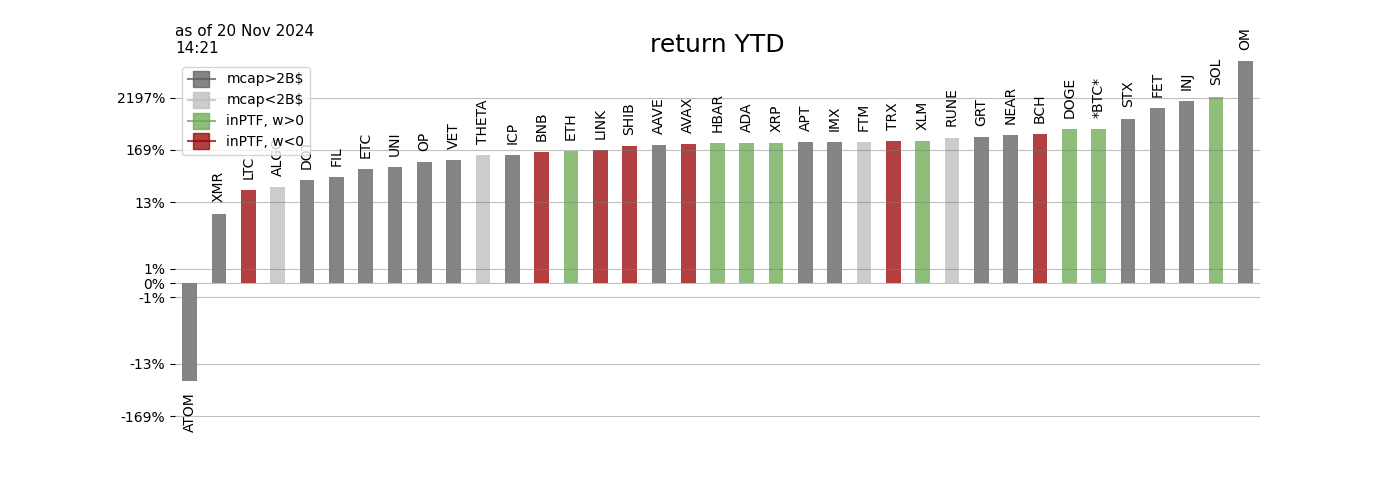 as of 20 Nov 2024
14:21
return YTD
mcap>2B$
mcap<2B$
inPTF, w>0
inPTF, w<0
2197%
169%
13%
1%
0%
-1%
-13%
-169%
ATOM
XMR
LTC
ALGO
DOT
FIL
ETC
UNI
OP
VET
THETA
ICP
BNB
ETH
LINK
SHIB
AAVE
AVAX
HBAR
ADA
XRP
APT
IMX
FTM
TRX
XLM
RUNE
GRT
NEAR
BCH
DOGE
*BTC*
STX
FET
INJ
SOL
OM